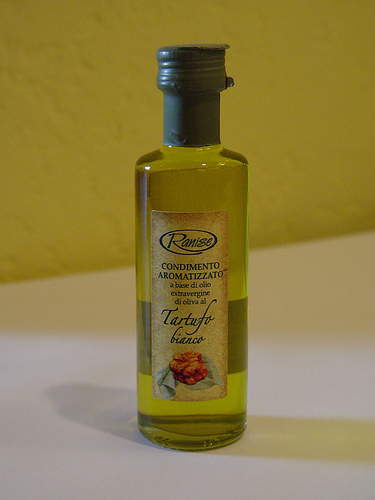 Ranise
CONDIMENTO
AROMATIZZATO
a base di olio
extravergine
di oliva al
Tartufo
bianco